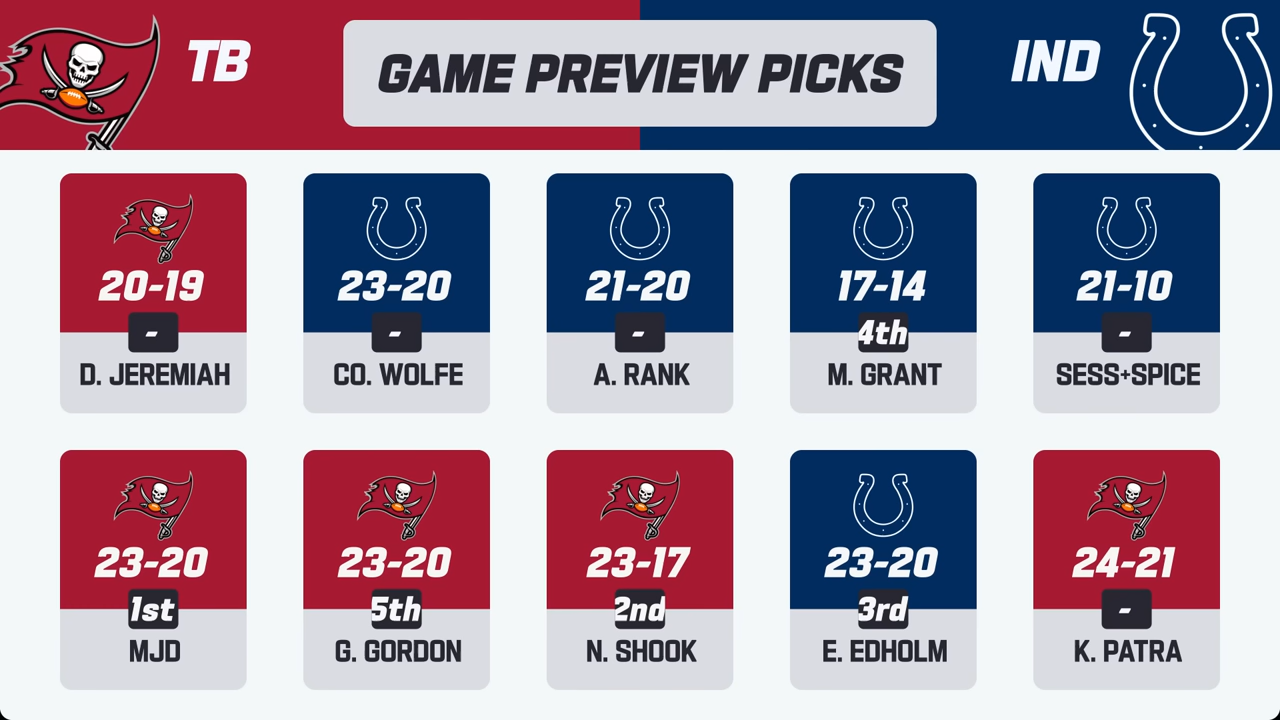 TB
GAME PREVIEW PICKS
IND
20-19
-
D. JEREMIAH
23-20
-
CO. WOLFE
21-20
-
A. RANK
17-14
4th
M. GRANT
21-10
-
SESS+SPICE
23-20
1st
MJD
23-20
5th
G. GORDON
23-17
2nd
N. SHOOK
23-20
3rd
E. EDHOLM
24-21
-
K. PATRA